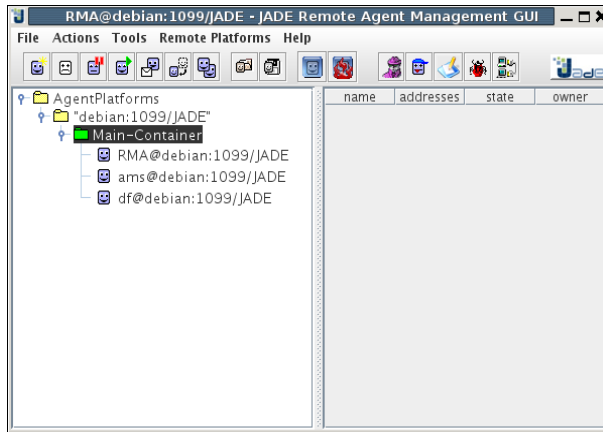 RMA@debian:1099/JADE - JADE Remote Agent Management GUI
File Actions Tools Remote Platforms Help
Jade
AgentPlatforms
"debian:1099/JADE"
Main-Container
RMA@debian:1099/JADE
ams@debian:1099/JADE
df@debian:1099/JADE
name addresses state owner